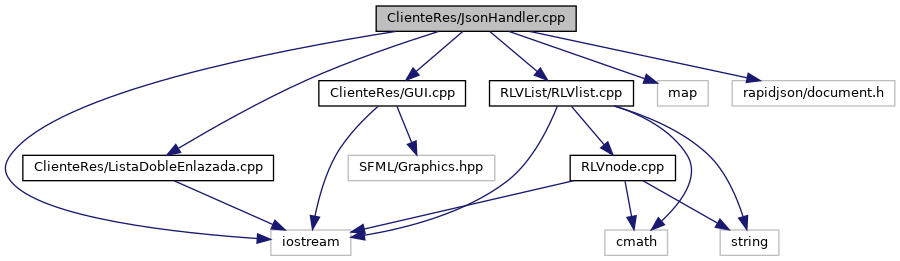 ClienteRes/JsonHandler.cpp
ClienteRes/GUI.cpp
RLVList/RLVlist.cpp
map
rapidjson/document.h
ClienteRes/ListaDobleEnlazada.cpp
SFML/Graphics.hpp
RLVnode.cpp
iostream
cmath
string